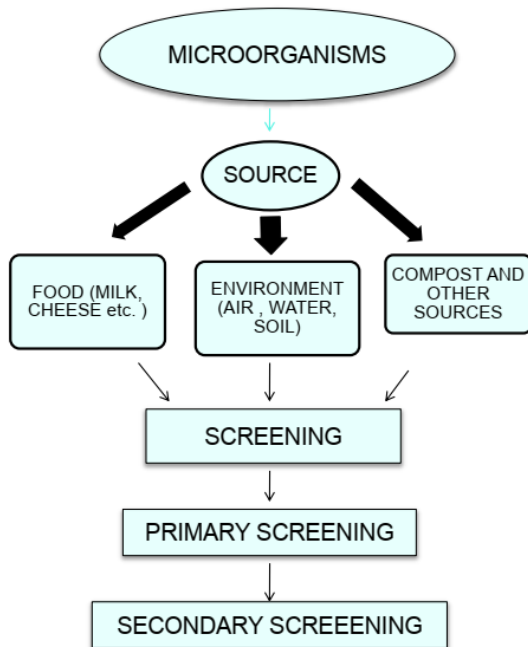 MICROORGANISMS
SOURCE
FOOD (MILK,
CHEESE etc. )
ENVIRONMENT
(AIR , WATER,
SOIL)
COMPOST AND
OTHER
SOURCES
SCREENING
PRIMARY SCREENING
SECONDARY SCREEENING